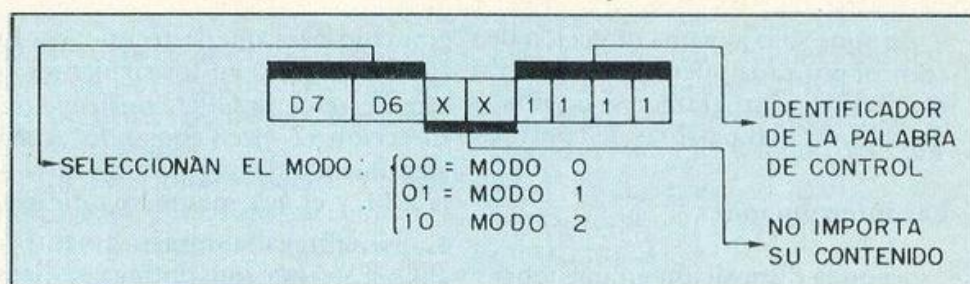 D7 D6 X X 1 1 1 1
IDENTIFICADOR
DE LA PALABRA
DE CONTROL
SELECCIONAN EL MODO: {00 = MODO 0
01 = MODO 1
10 MODO 2
NO IMPORTA
SU CONTENIDO